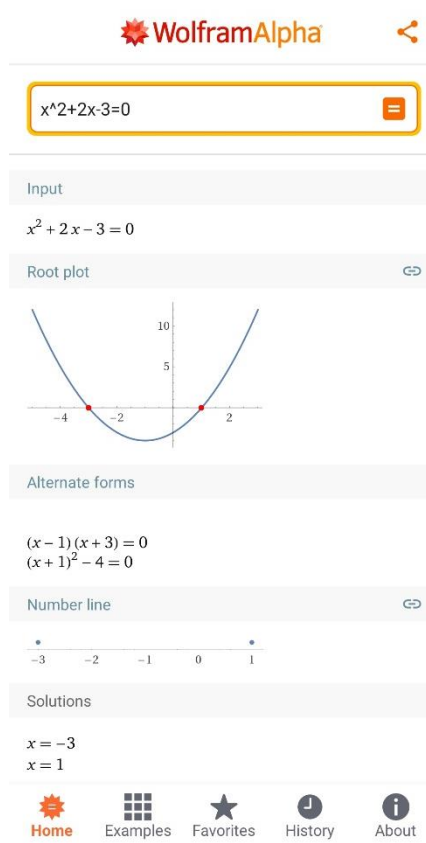 WolframAlpha
x^2+2x-3=0
=
Input
x² + 2 x – 3 = 0
Root plot
10
5
–4 –2 2
Alternate forms
(x – 1) (x + 3) = 0
(x + 1)² – 4 = 0
Number line
–3 –2 –1 0 1
Solutions
x = –3
x = 1
Home Examples Favorites History About